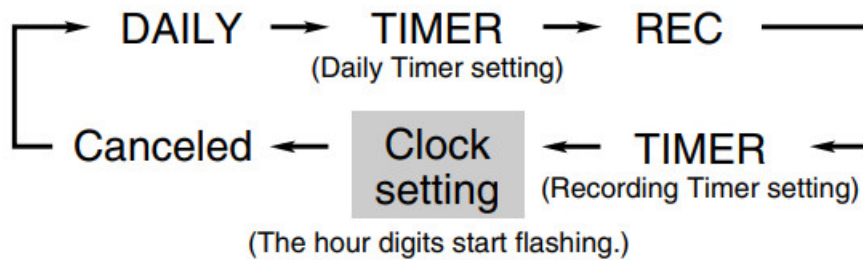 DAILY TIMER REC
(Daily Timer setting)
Canceled Clock setting TIMER
(Recording Timer setting)
(The hour digits start flashing.)